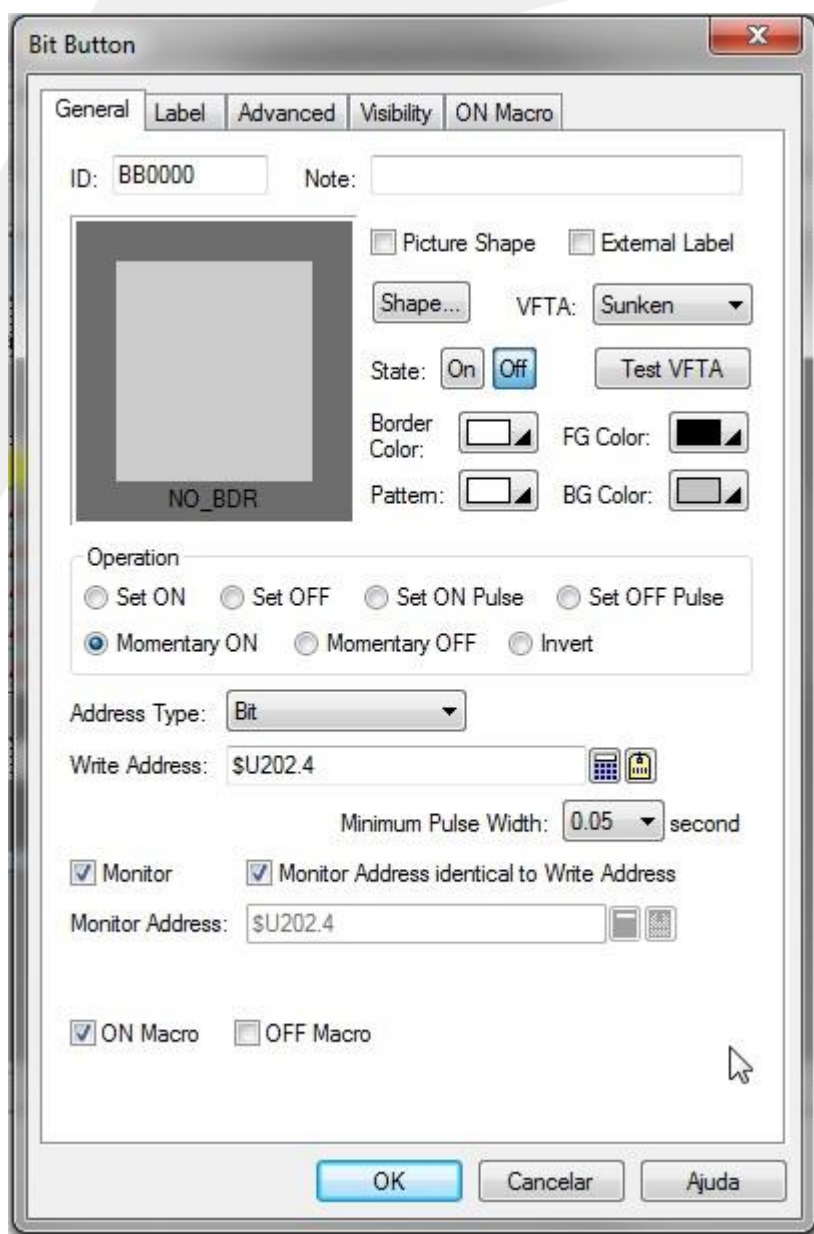 Bit Button
General Label Advanced Visibility ON Macro
ID: BB0000 Note:
Picture Shape External Label
Shape... VFTA: Sunken
State: On Off Test VFTA
Border Color: FG Color:
NO_BDR
Pattern: BG Color:
Operation
Set ON Set OFF Set ON Pulse Set OFF Pulse
Momentary ON Momentary OFF Invert
Address Type: Bit
Write Address: $U202.4
Minimum Pulse Width: 0.05 second
Monitor Monitor Address identical to Write Address
Monitor Address: $U202.4
ON Macro OFF Macro
OK Cancelar Ajuda